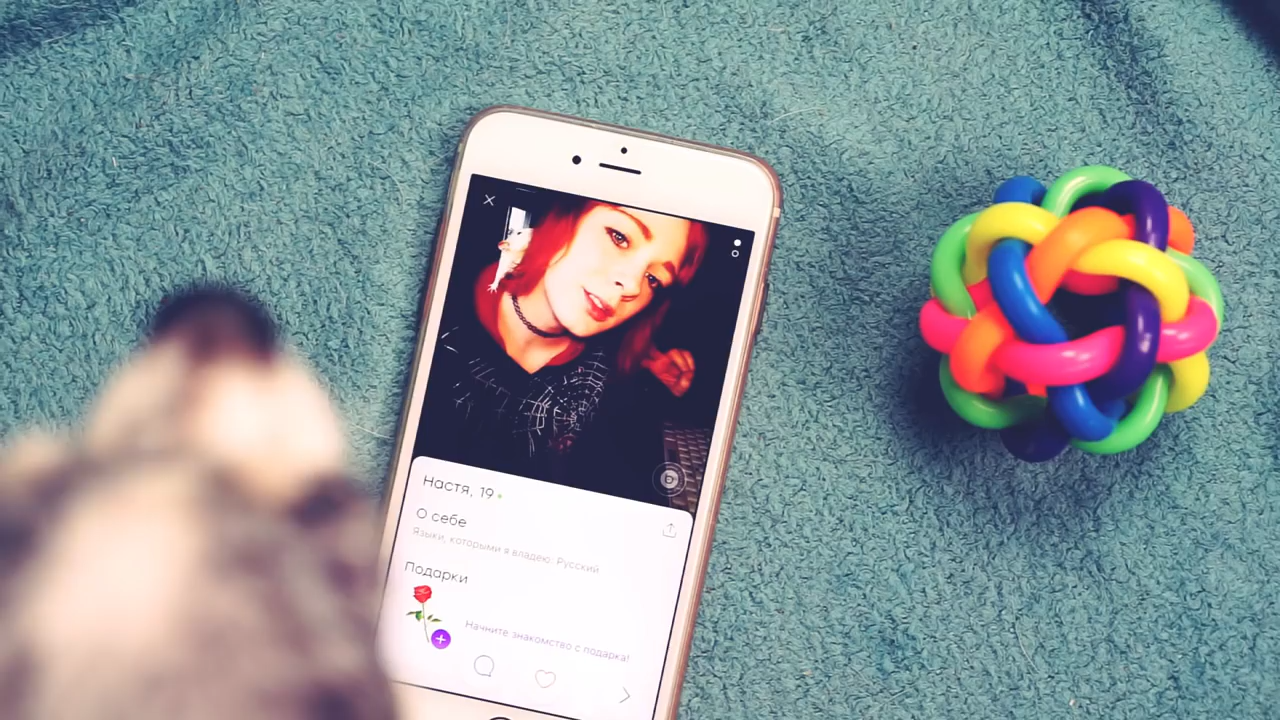 Настя, 19
О себе
Языки, которыми я владею: Русский
Подарки
Начните знакомство с подарка!